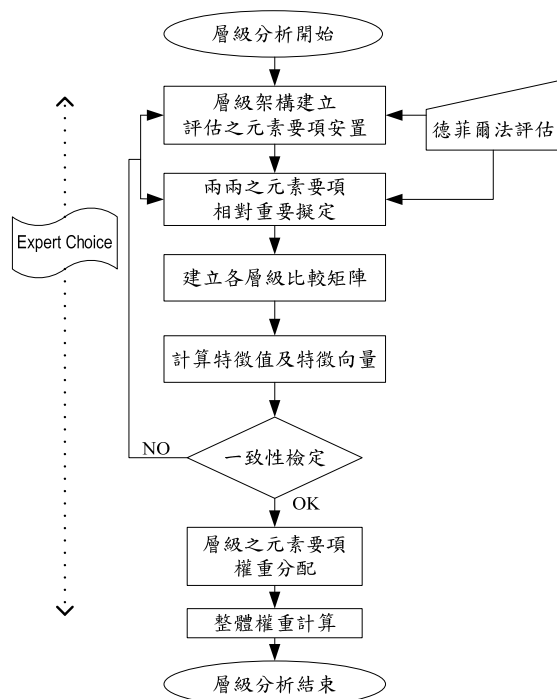 層級分析開始
層級架構建立
評估之元素要項安置
德菲爾法評估
兩兩之元素要項
相對重要擬定
Expert Choice
建立各層級比較矩陣
計算特徵值及特徵向量
NO
一致性檢定
OK
層級之元素要項
權重分配
整體權重計算
層級分析結束